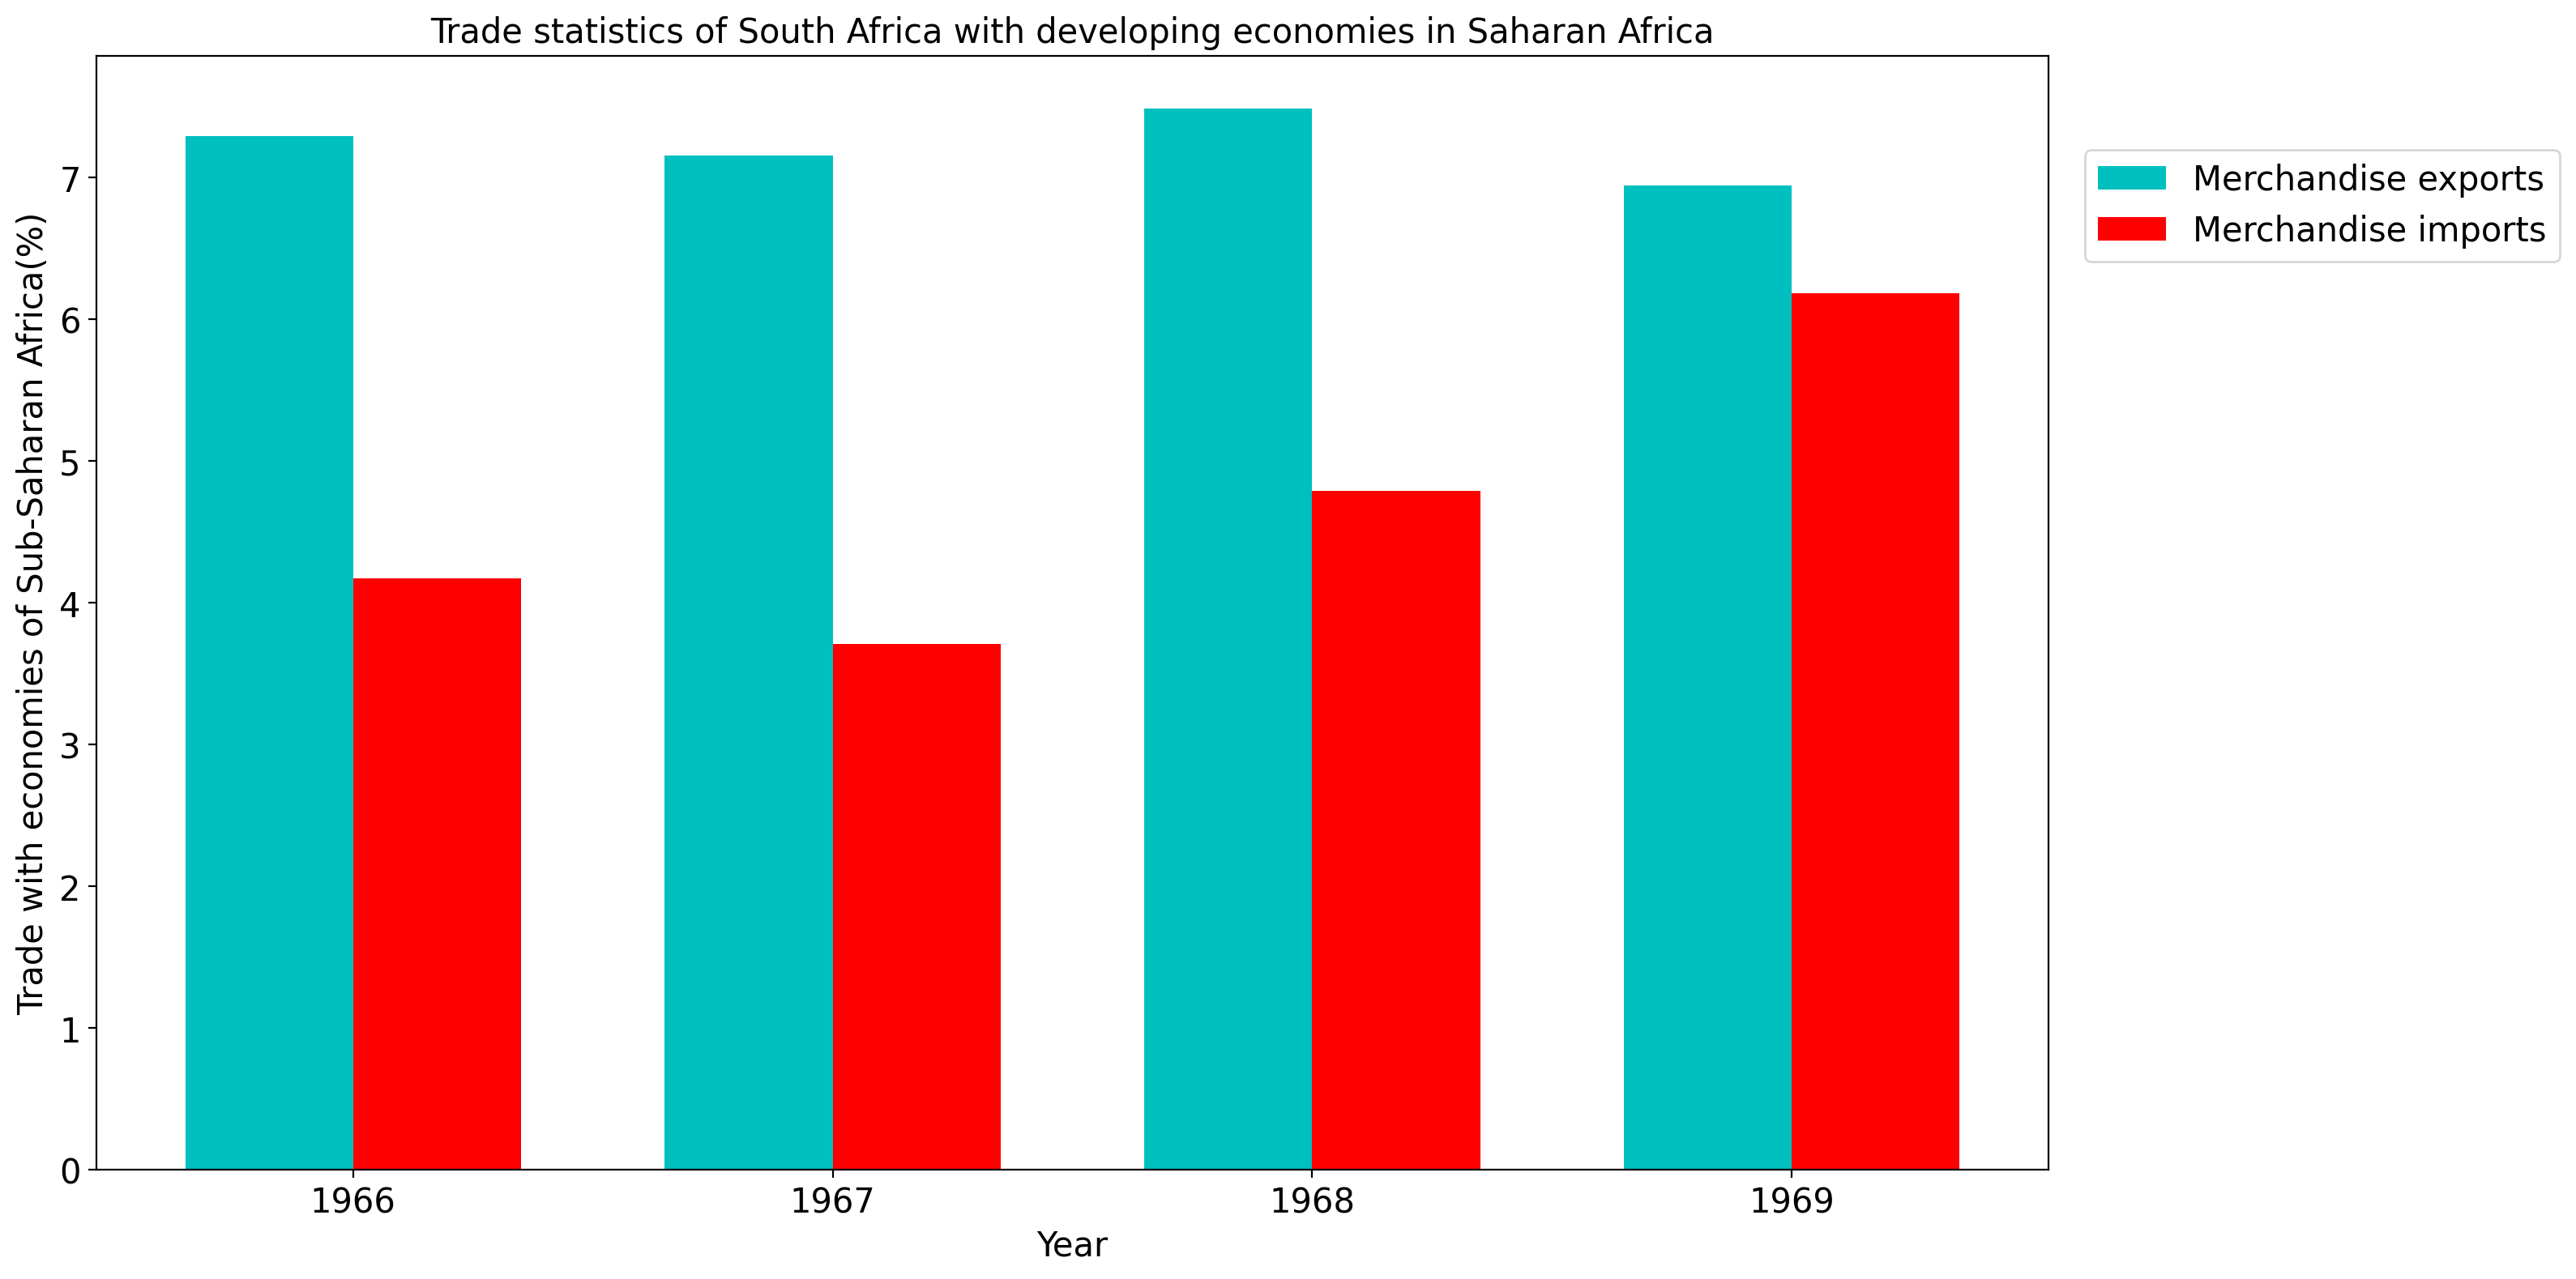 Trade statistics of South Africa with developing economies in Saharan Africa
Trade with economies of Sub-Saharan Africa(%)
7
6
5
4
3
2
1
0
1966
1967
1968
1969
Year
Merchandise exports
Merchandise imports